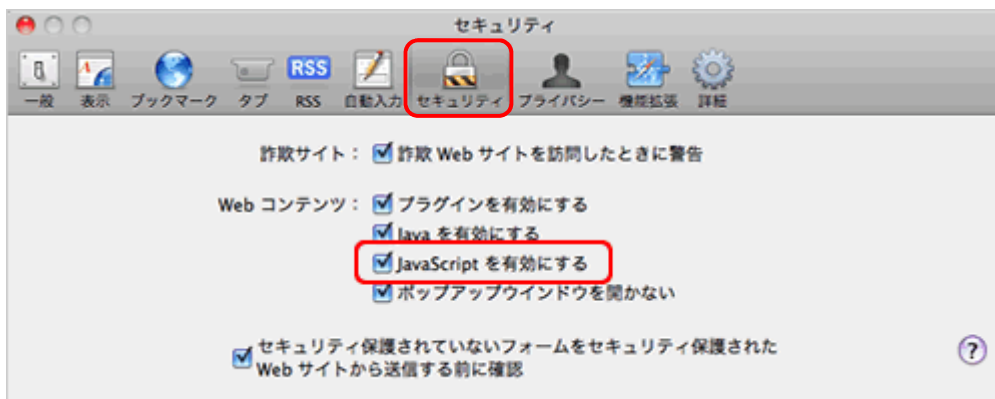 セキュリティ
一般 表示 ブックマーク タブ RSS 自動入力 セキュリティ プライバシー 機能拡張 詳細
RSS
詐欺サイト： 詐欺 Web サイトを訪問したときに警告
Web コンテンツ： プラグインを有効にする
Java を有効にする
JavaScript を有効にする
ポップアップウインドウを開かない
セキュリティ保護されていないフォームをセキュリティ保護された
Web サイトから送信する前に確認
?